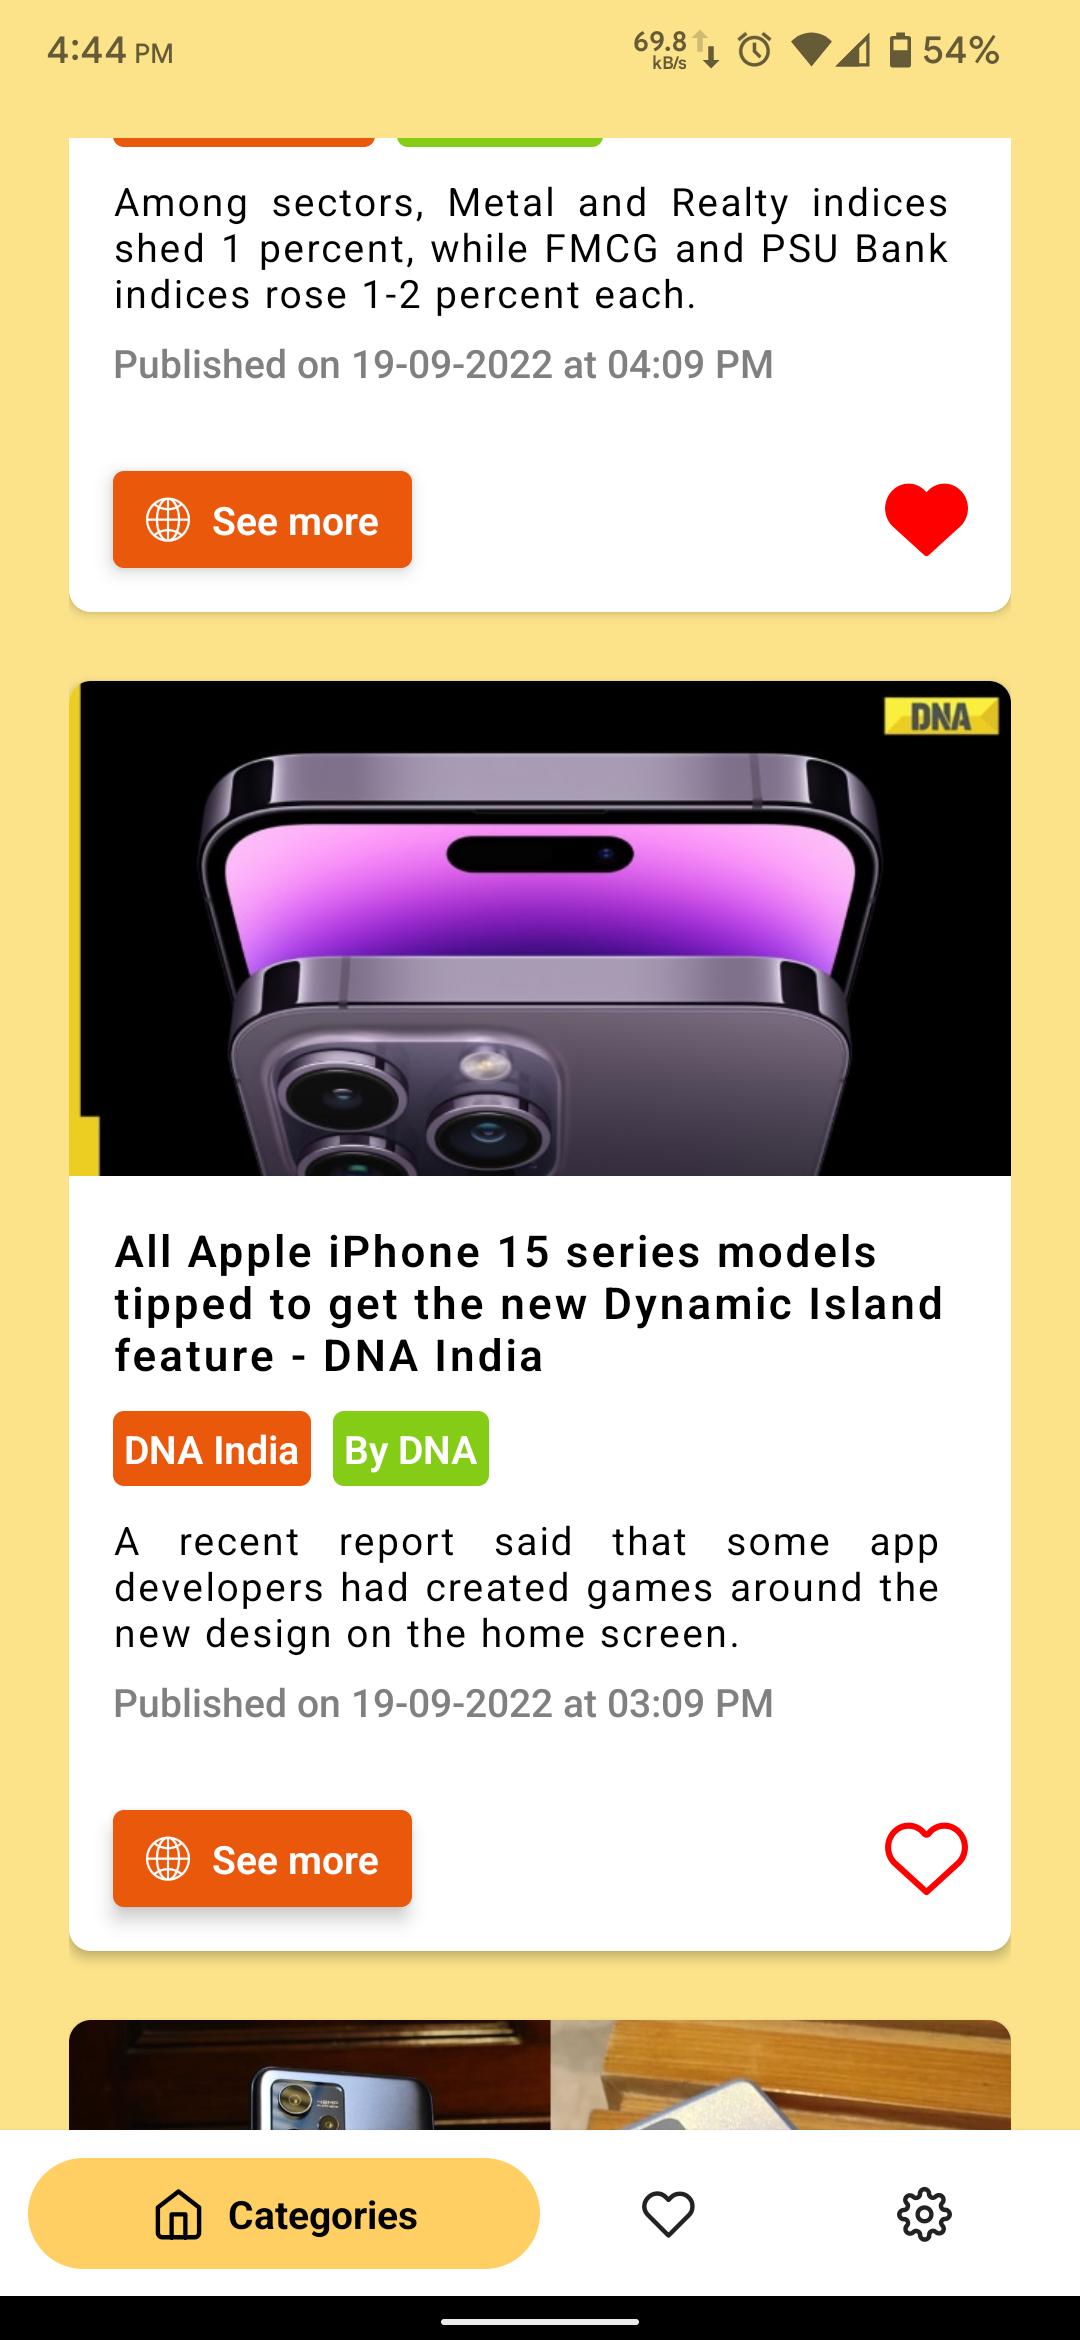 4:44 PM
69.8
kB/s
54%
Among sectors, Metal and Realty indices
shed 1 percent, while FMCG and PSU Bank
indices rose 1-2 percent each.
Published on 19-09-2022 at 04:09 PM
See more
DNA
All Apple iPhone 15 series models
tipped to get the new Dynamic Island
feature - DNA India
DNA India
By DNA
A recent report said that some app
developers had created games around the
new design on the home screen.
Published on 19-09-2022 at 03:09 PM
See more
Categories